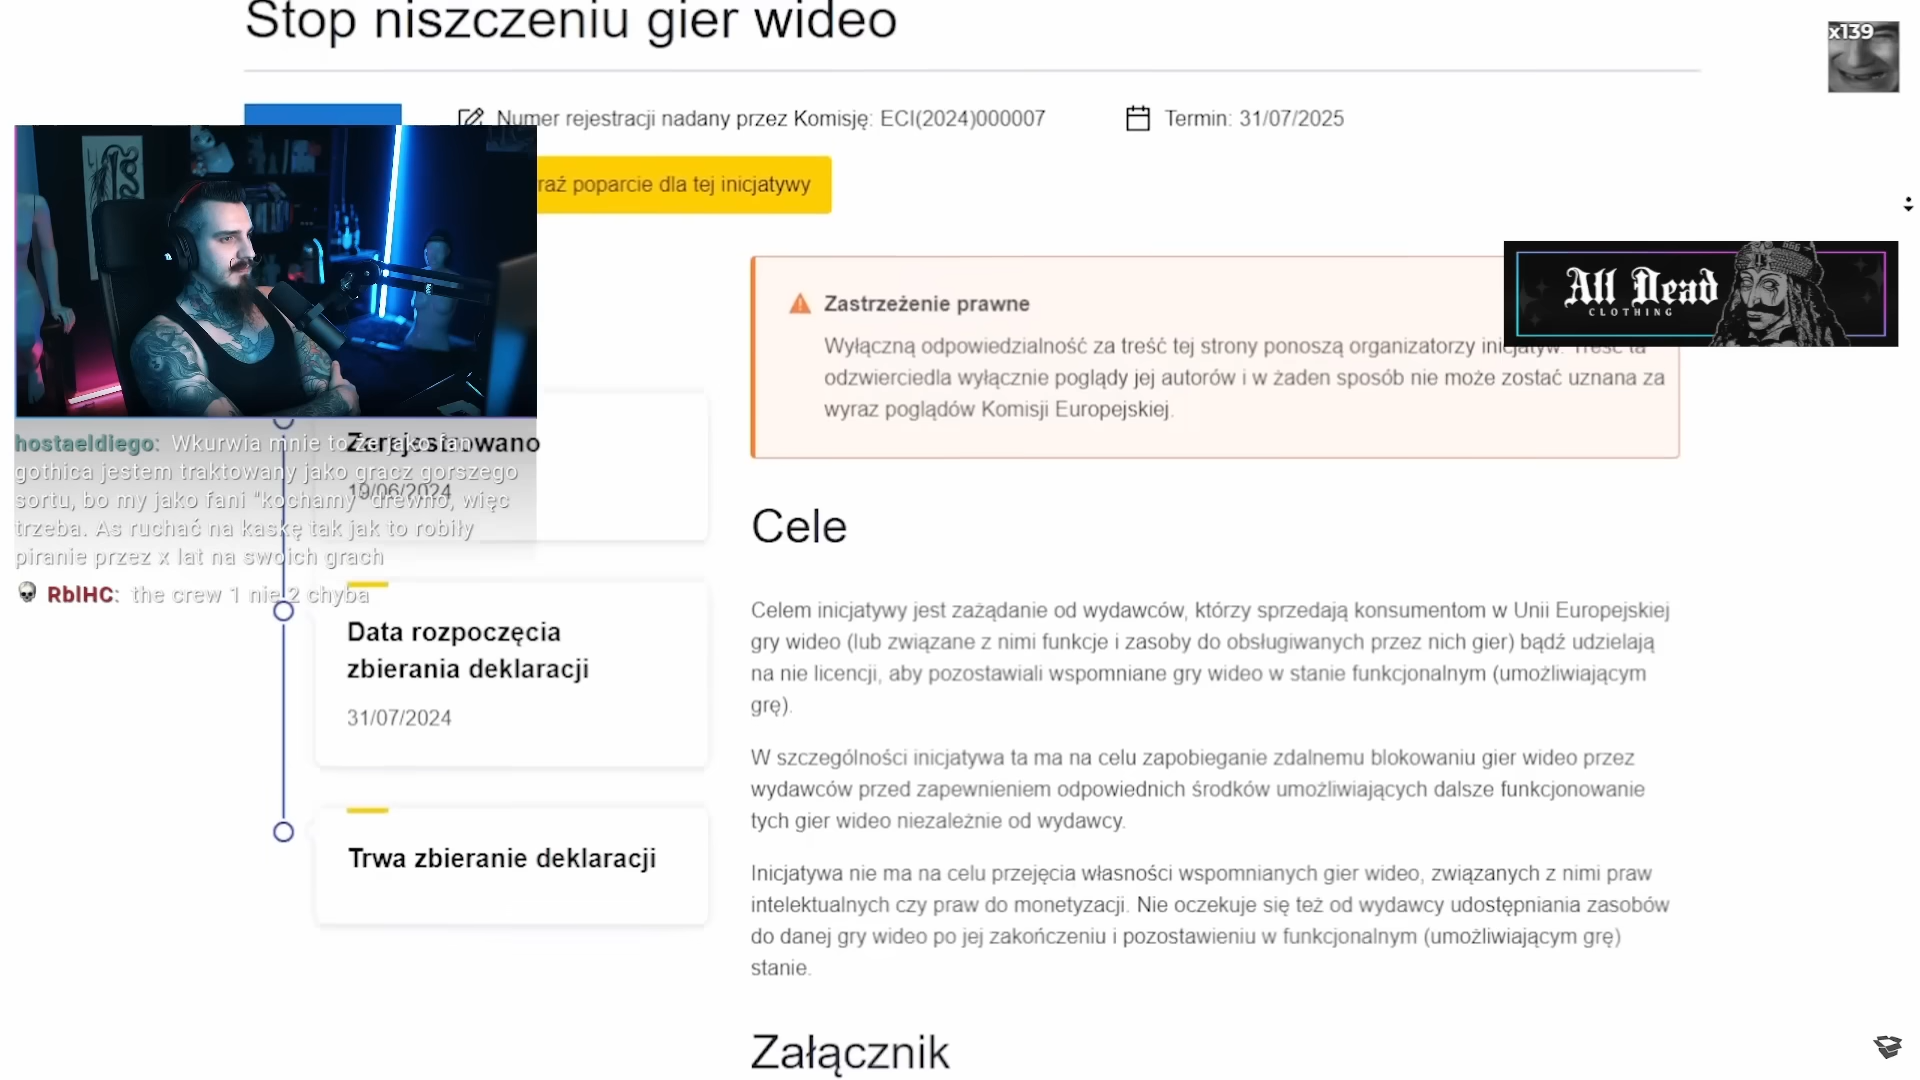 Stop niszczeniu gier wideo
x139
Numer rejestracji nadany przez Komisję: ECI(2024)000007
Termin: 31/07/2025
raź poparcie dla tej inicjatywy
All Dead
CLOTHING
Zastrzeżenie prawne
Wyłączną odpowiedzialność za treść tej strony ponoszą organizatorzy inicjatyw. Treść ta
odzwierciedla wyłącznie poglądy jej autorów i w żaden sposób nie może zostać uznana za
wyraz poglądów Komisji Europejskiej.
Zarejestrowano
19/06/2024
hostaeldiego: Wkurwia mnie to że jako fan
gothica jestem traktowany jako gracz gorszego
sortu, bo my jako fani "kochamy" drewno, więc
trzeba. As ruchać na kaskę tak jak to robiły
piranie przez x lat na swoich grach
RblHC: the crew 1 nie 2 chyba
Data rozpoczęcia
zbierania deklaracji
31/07/2024
Trwa zbieranie deklaracji
Cele
Celem inicjatywy jest zażądanie od wydawców, którzy sprzedają konsumentom w Unii Europejskiej
gry wideo (lub związane z nimi funkcje i zasoby do obsługiwanych przez nich gier) bądź udzielają
na nie licencji, aby pozostawiali wspomniane gry wideo w stanie funkcjonalnym (umożliwiającym
grę).
W szczególności inicjatywa ta ma na celu zapobieganie zdalnemu blokowaniu gier wideo przez
wydawców przed zapewnieniem odpowiednich środków umożliwiających dalsze funkcjonowanie
tych gier wideo niezależnie od wydawcy.
Inicjatywa nie ma na celu przejęcia własności wspomnianych gier wideo, związanych z nimi praw
intelektualnych czy praw do monetyzacji. Nie oczekuje się też od wydawcy udostępniania zasobów
do danej gry wideo po jej zakończeniu i pozostawieniu w funkcjonalnym (umożliwiającym grę)
stanie.
Załącznik